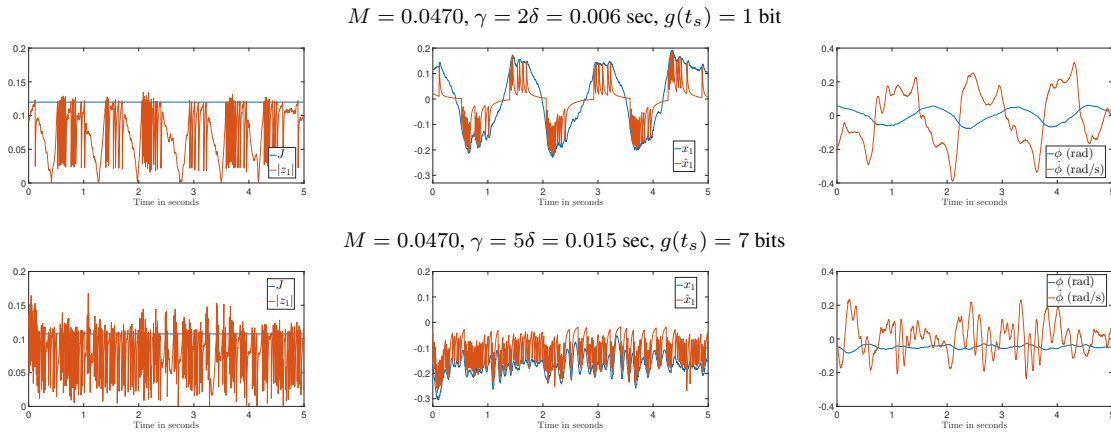 M = 0.0470, γ = 2δ = 0.006 sec, g(t_s) = 1 bit
0.2
0.15
0.1
0.05
0
0 1 2 3 4 5
Time in seconds
J
|z₁|
0.2
0.1
0
-0.1
-0.2
-0.3
0 1 2 3 4 5
Time in seconds
x₁
x̂₁
0.4
0.2
0
-0.2
-0.4
0 1 2 3 4 5
Time in seconds
ϕ (rad)
ϕ̇ (rad/s)
M = 0.0470, γ = 5δ = 0.015 sec, g(t_s) = 7 bits
0.2
0.15
0.1
0.05
0
0 1 2 3 4 5
Time in seconds
J
|z₁|
0.2
0.1
0
-0.1
-0.2
-0.3
0 1 2 3 4 5
Time in seconds
x₁
x̂₁
0.4
0.2
0
-0.2
-0.4
0 1 2 3 4 5
Time in seconds
ϕ (rad)
ϕ̇ (rad/s)